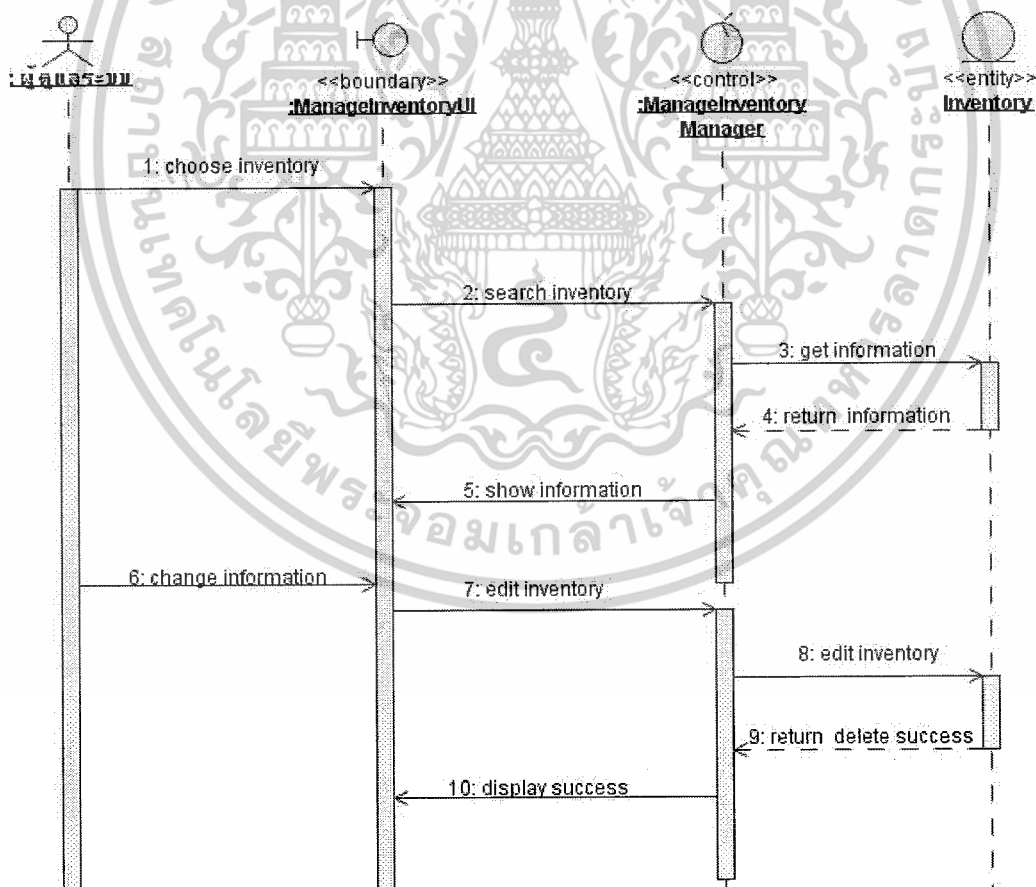 :ผู้ดูแลระบบ
<<boundary>>
:ManageInventoryUI
<<control>>
:ManageInventory
Manager
<<entity>>
Inventory
1: choose inventory
2: search inventory
3: get information
4: return information
5: show information
6: change information
7: edit inventory
8: edit inventory
9: return delete success
10: display success